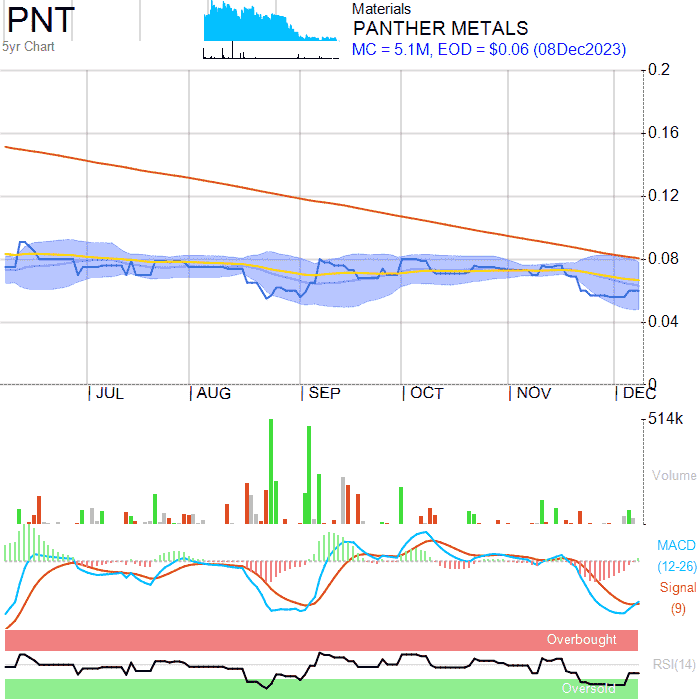 PNT
5yr Chart
Materials
PANTHER METALS
MC = 5.1M, EOD = $0.06 (08Dec2023)
0.2
0.16
0.12
0.08
0.04
0
JUL AUG SEP OCT NOV DEC
514k
Volume
MACD
(12-26)
Signal
(9)
Overbought
RSI(14)
Oversold